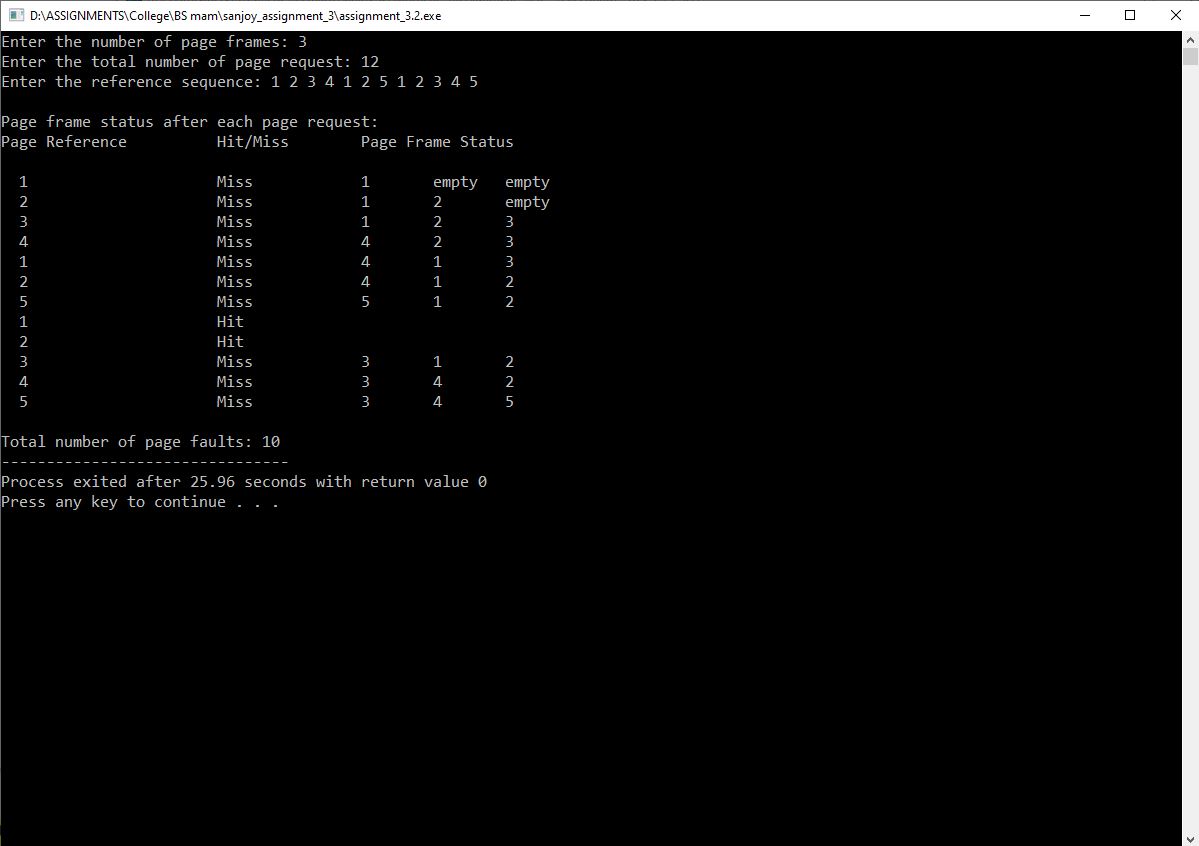 D:\ASSIGNMENTS\College\BS mam\sanjoy_assignment_3\assignment_3.2.exe
Enter the number of page frames: 3
Enter the total number of page request: 12
Enter the reference sequence: 1 2 3 4 1 2 5 1 2 3 4 5
Page frame status after each page request:
Page Reference Hit/Miss Page Frame Status
1 Miss 1 empty empty
2 Miss 1 2 empty
3 Miss 1 2 3
4 Miss 4 2 3
1 Miss 4 1 3
2 Miss 4 1 2
5 Miss 5 1 2
1 Hit
2 Hit
3 Miss 3 1 2
4 Miss 3 4 2
5 Miss 3 4 5
Total number of page faults: 10
--------------------------------
Process exited after 25.96 seconds with return value 0
Press any key to continue . . .